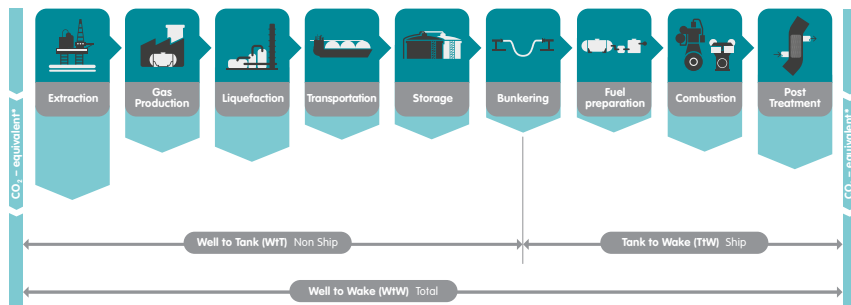 Extraction
Gas
Production
Liquefaction
Transportation
Storage
Bunkering
Fuel
preparation
Combustion
Post
Treatment
CO₂ – equivalent*
CO₂ – equivalent*
Well to Tank (WtT) Non Ship
Tank to Wake (TtW) Ship
Well to Wake (WtW) Total